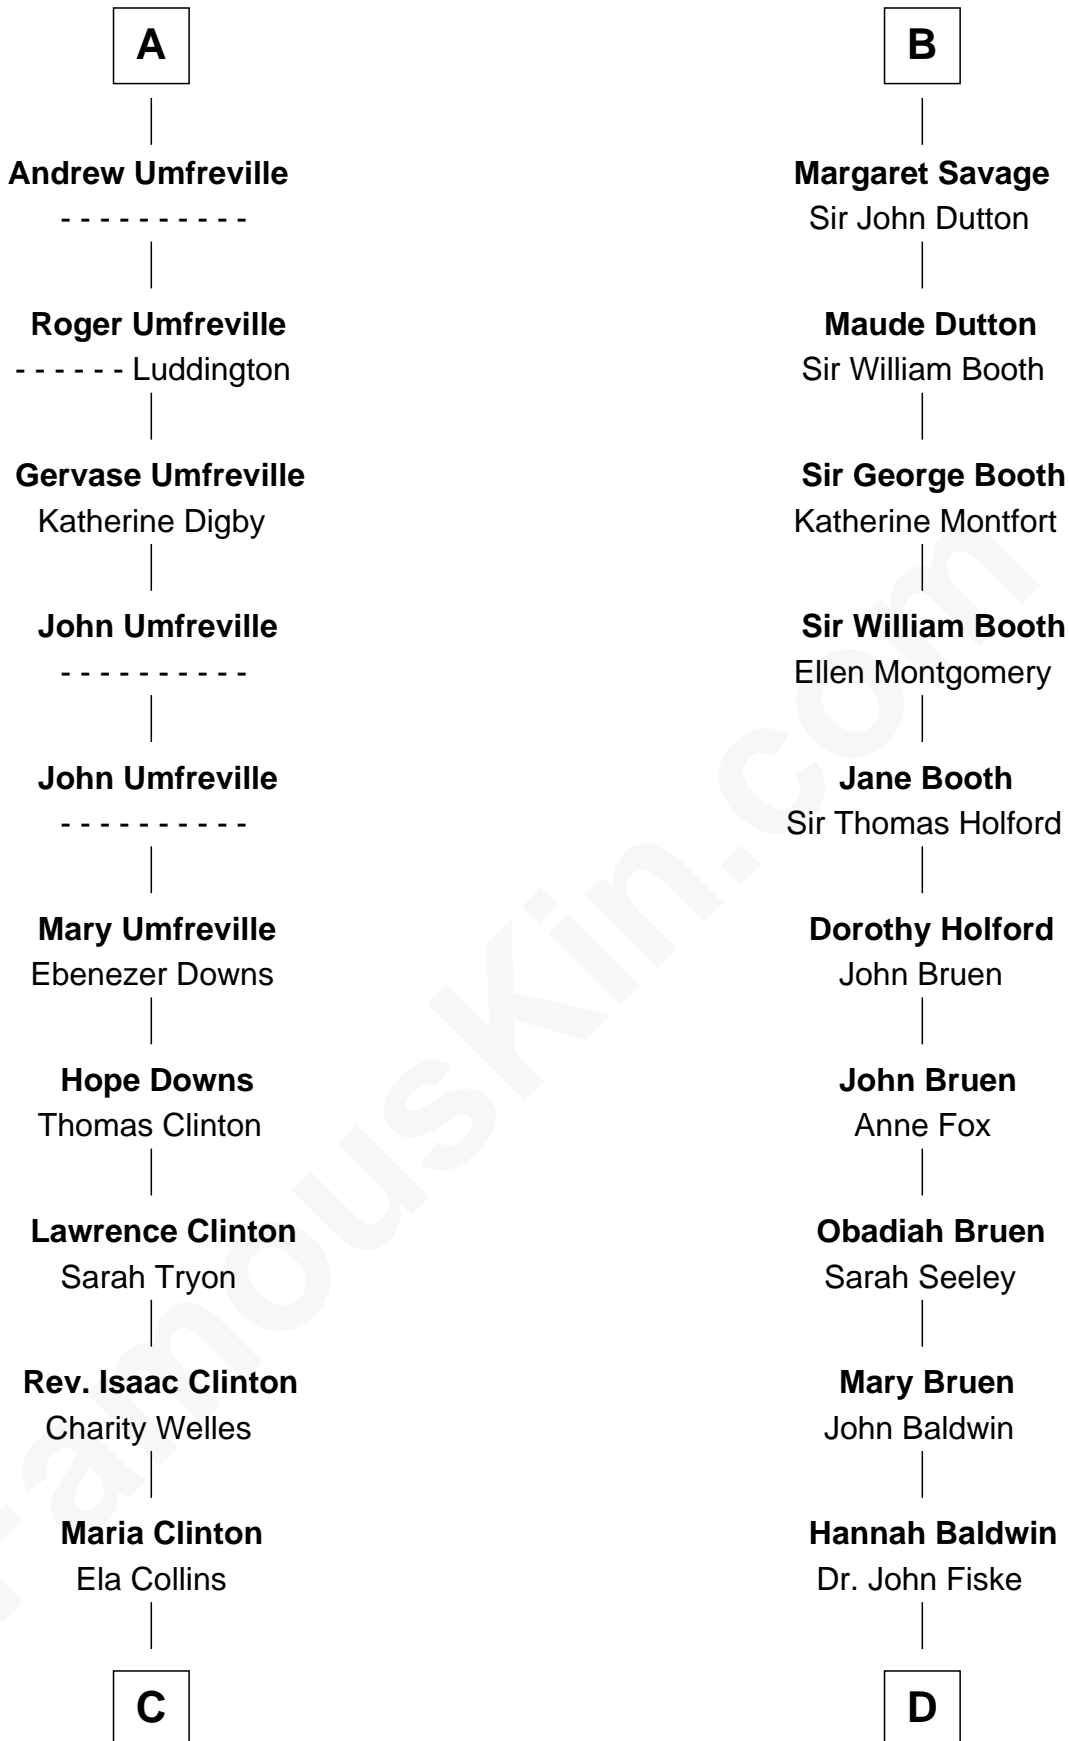 A
Andrew Umfreville
- - - - - - - - - -
Roger Umfreville
- - - - - - Luddington
Gervase Umfreville
Katherine Digby
John Umfreville
- - - - - - - - - -
John Umfreville
- - - - - - - - - -
Mary Umfreville
Ebenezer Downs
Hope Downs
Thomas Clinton
Lawrence Clinton
Sarah Tryon
Rev. Isaac Clinton
Charity Welles
Maria Clinton
Ela Collins
C
B
Margaret Savage
Sir John Dutton
Maude Dutton
Sir William Booth
Sir George Booth
Katherine Montfort
Sir William Booth
Ellen Montgomery
Jane Booth
Sir Thomas Holford
Dorothy Holford
John Bruen
John Bruen
Anne Fox
Obadiah Bruen
Sarah Seeley
Mary Bruen
John Baldwin
Hannah Baldwin
Dr. John Fiske
D
FamousKin.com